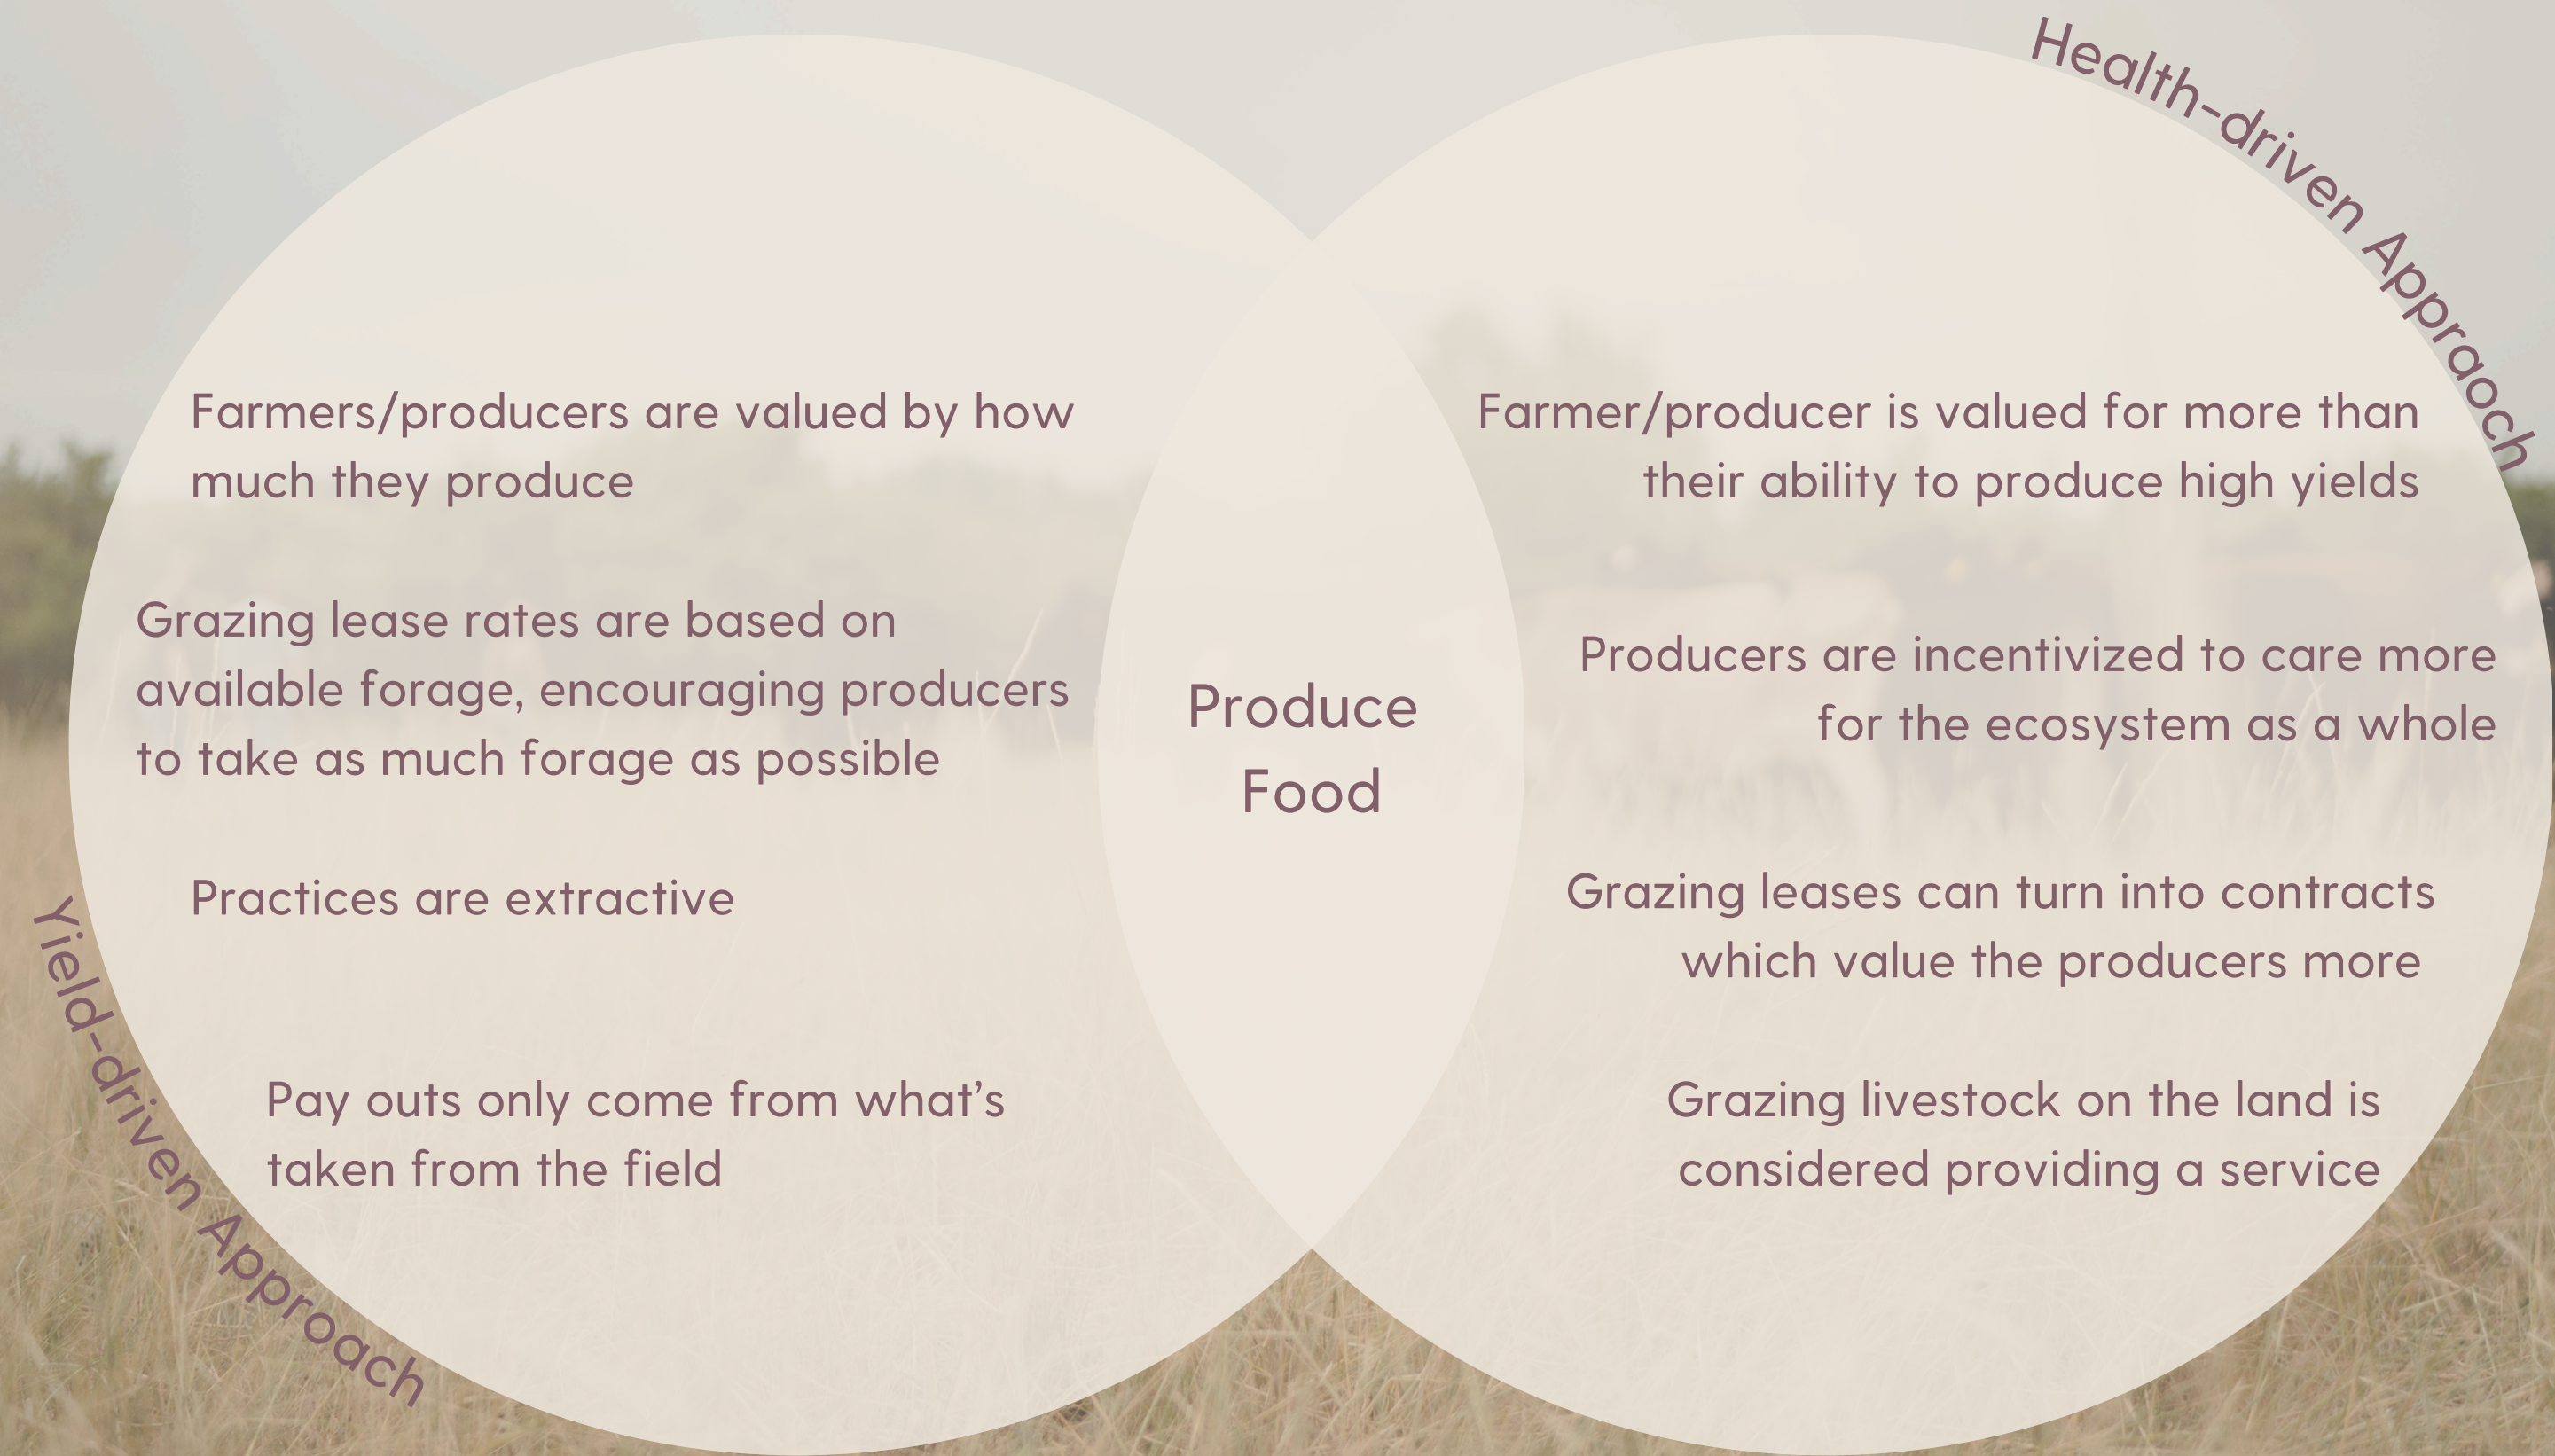 Health-driven Appraoch
Farmers/producers are valued by how
much they produce
Grazing lease rates are based on
available forage, encouraging producers
to take as much forage as possible
Practices are extractive
Pay outs only come from what’s
taken from the field
Yield-driven Approach
Produce
Food
Farmer/producer is valued for more than
their ability to produce high yields
Producers are incentivized to care more
for the ecosystem as a whole
Grazing leases can turn into contracts
which value the producers more
Grazing livestock on the land is
considered providing a service